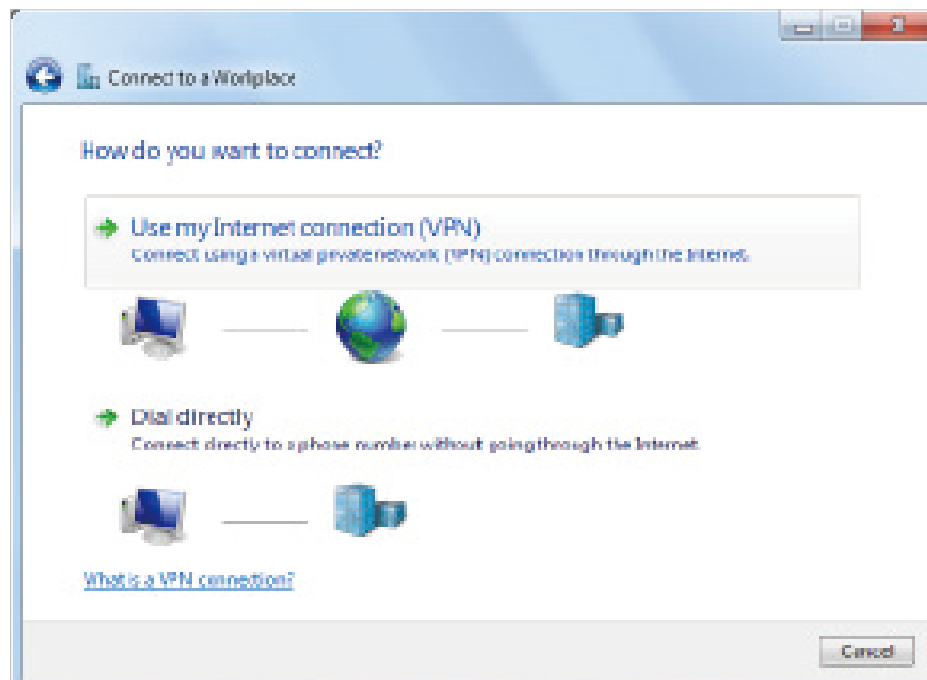 Connect to a Workplace
How do you want to connect?
Use my Internet connection (VPN)
Connect using a virtual private network (VPN) connection through the Internet.
Dial directly
Connect directly to a phone number without going through the Internet.
What is a VPN connection?
Cancel